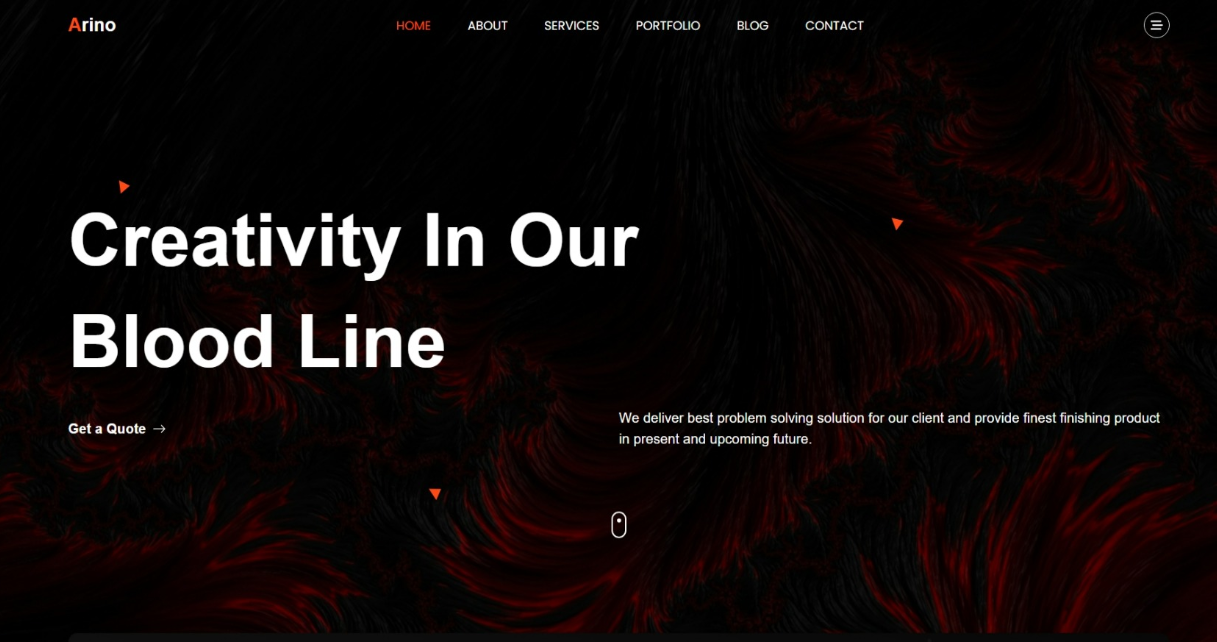 Arino
HOME ABOUT SERVICES PORTFOLIO BLOG CONTACT
Creativity In Our
Blood Line
Get a Quote
We deliver best problem solving solution for our client and provide finest finishing product
in present and upcoming future.